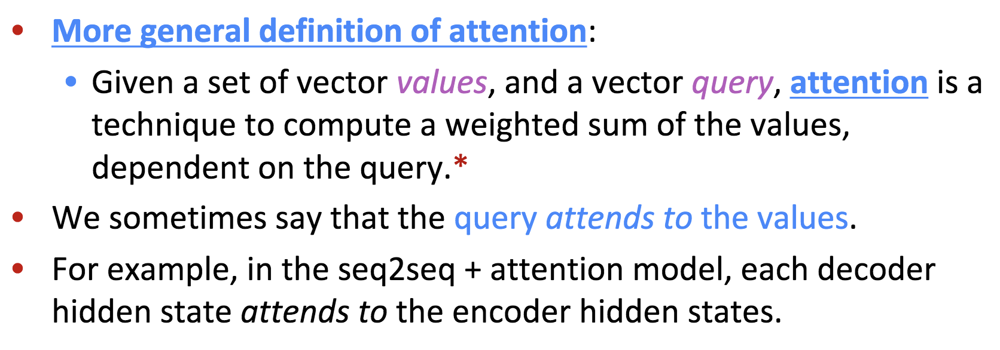 • More general definition of attention:
• Given a set of vector values, and a vector query, attention is a
technique to compute a weighted sum of the values,
dependent on the query.*
• We sometimes say that the query attends to the values.
• For example, in the seq2seq + attention model, each decoder
hidden state attends to the encoder hidden states.